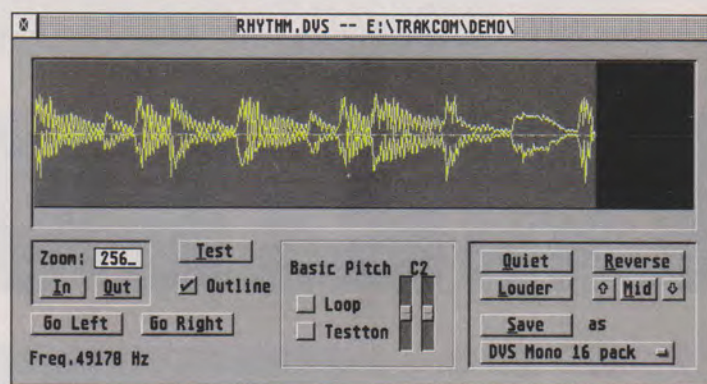 RHYTHM.DVS -- E:\TRAKCOM\DEMO\
Zoom: 256_
In Out
Test
Outline
Go Left Go Right
Freq.49170 Hz
Basic Pitch C2
Loop
Testton
Quiet Reverse
Louder Mid
Save as
DVS Mono 16 pack